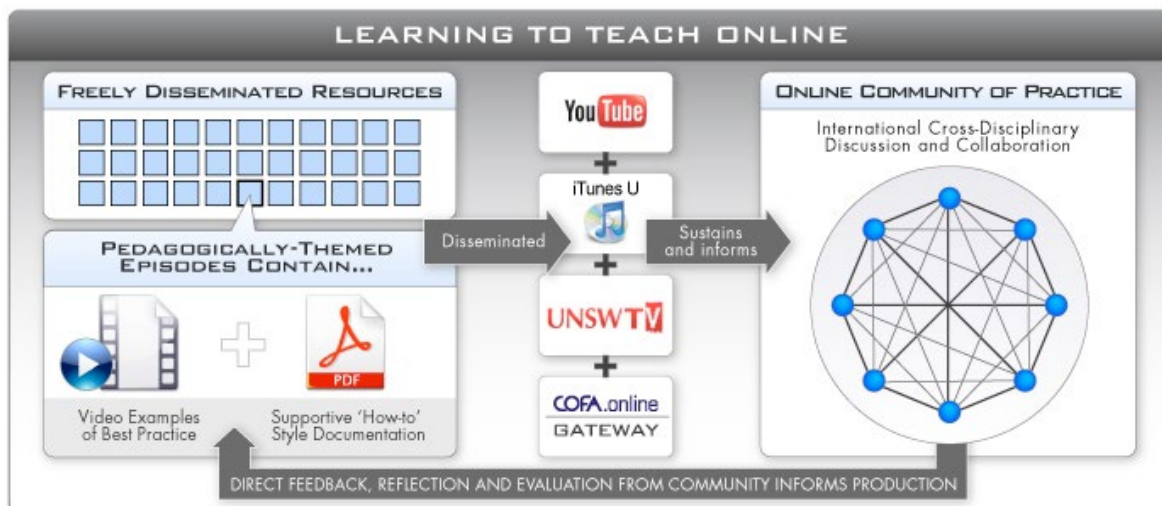 LEARNING TO TEACH ONLINE
FREELY DISSEMINATED RESOURCES
PEDAGOGICALLY-THEMED
EPISODES CONTAIN...
PDF
Video Examples
of Best Practice
Supportive ‘How-to’
Style Documentation
Disseminated
YouTube
+
iTunes U
+
UNSWTV
+
COFA.online
GATEWAY
Sustains
and informs
ONLINE COMMUNITY OF PRACTICE
International Cross-Disciplinary
Discussion and Collaboration
DIRECT FEEDBACK, REFLECTION AND EVALUATION FROM COMMUNITY INFORMS PRODUCTION